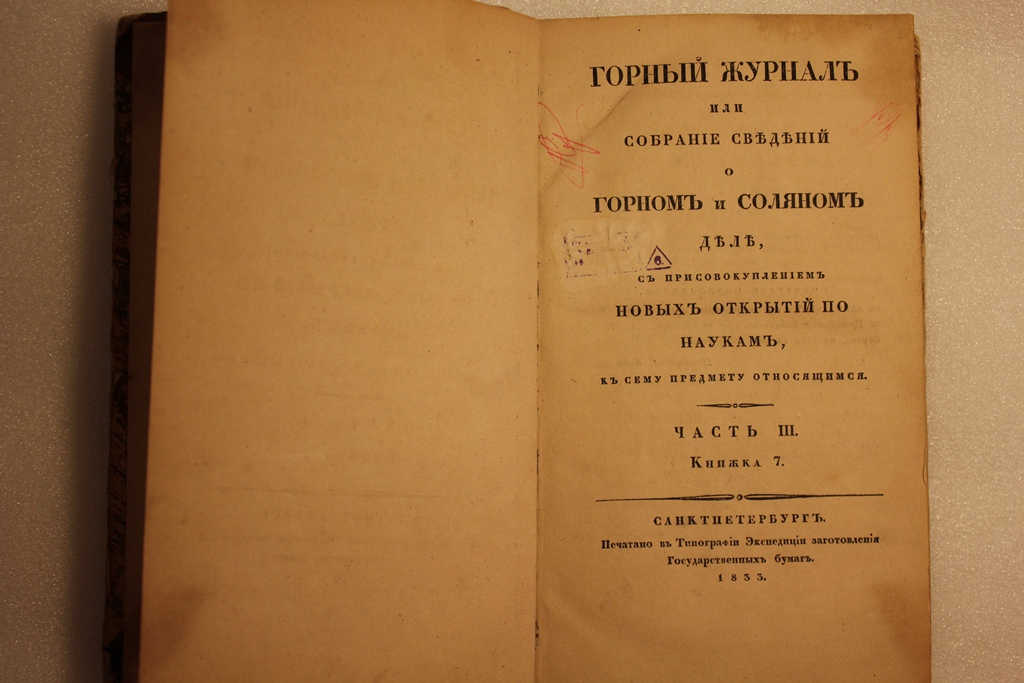 ГОРНЫЙ ЖУРНАЛЪ
ИЛИ
СОБРАНІЕ СВѢДѢНІЙ
О
ГОРНОМЪ и СОЛЯНОМЪ
ДѢЛѢ,
СЪ ПРИСОВОКУПЛЕНІЕМЪ
НОВЫХЪ ОТКРЫТІЙ ПО
НАУКАМЪ,
КЪ СЕМУ ПРЕДМЕТУ ОТНОСЯЩИМСЯ.
ЧАСТЬ III.
Книжка 7.
САНКТПЕТЕРБУРГЪ.
Печатано въ Типографіи Экспедиціи заготовленія
Государственныхъ бумагъ.
1833.